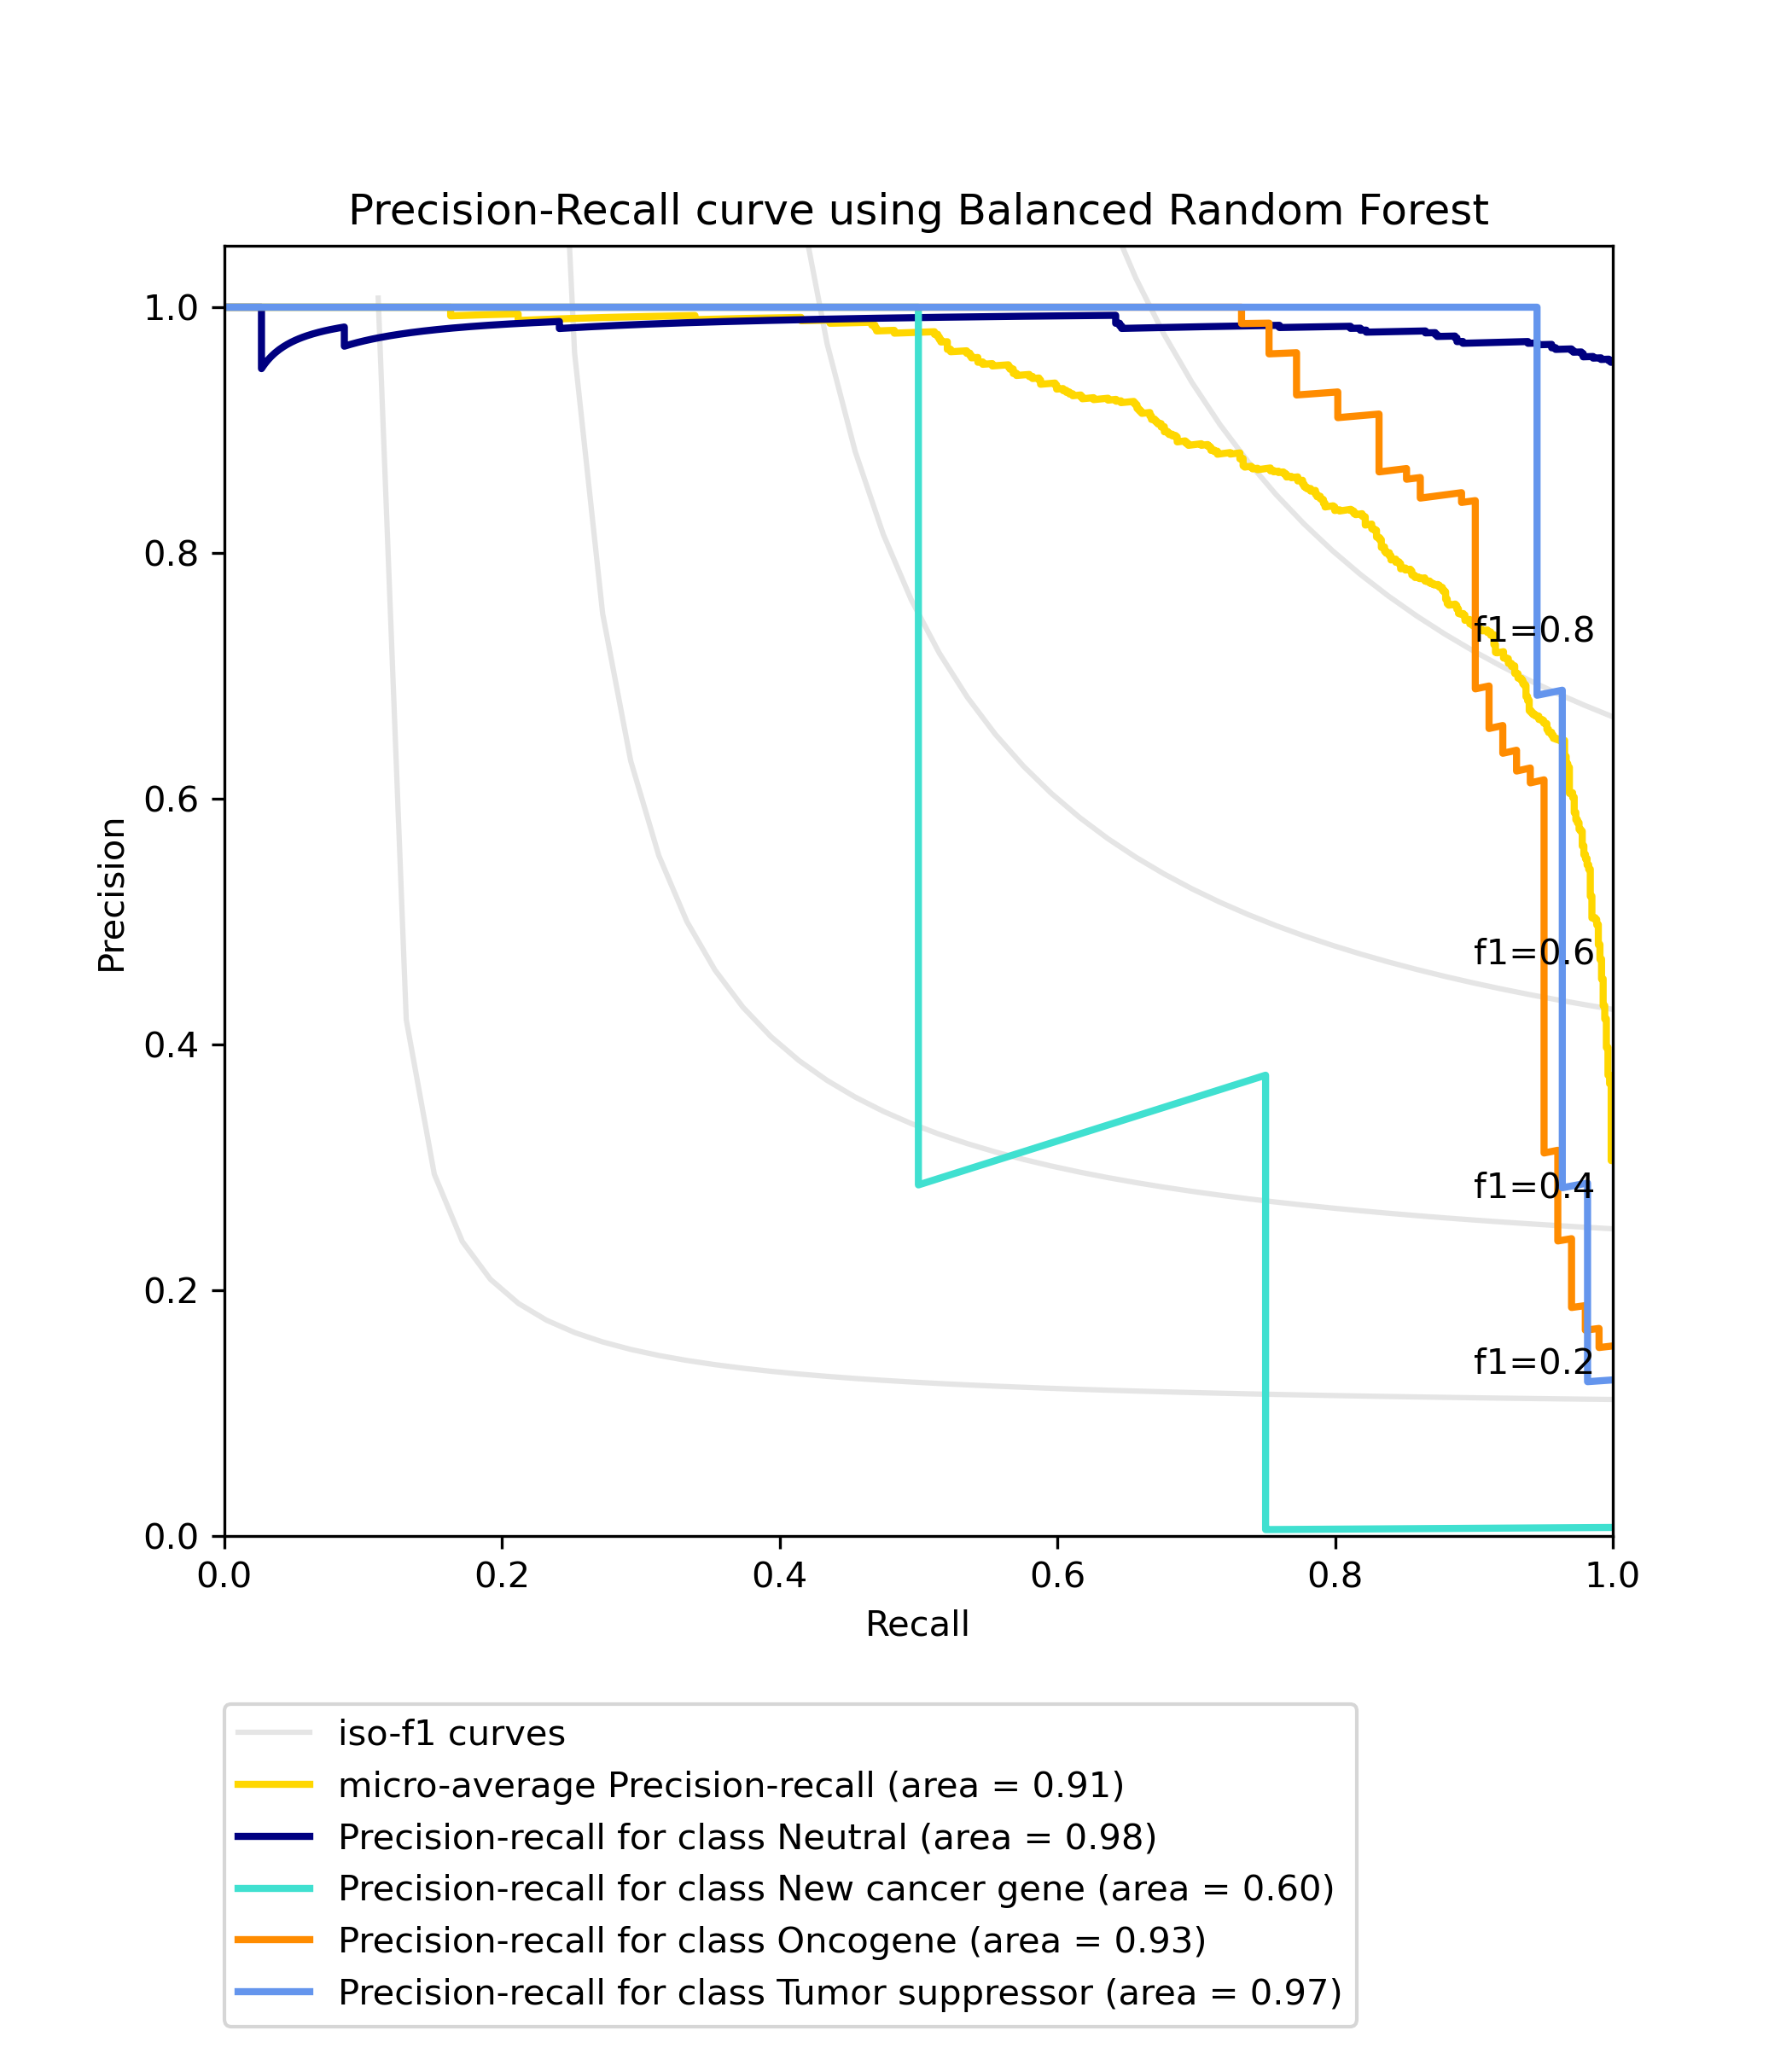 Precision-Recall curve using Balanced Random Forest
1.0
0.8
0.6
0.4
0.2
0.0
Precision
f1=0.8
f1=0.6
f1=0.4
f1=0.2
0.0 0.2 0.4 0.6 0.8 1.0
Recall
iso-f1 curves
micro-average Precision-recall (area = 0.91)
Precision-recall for class Neutral (area = 0.98)
Precision-recall for class New cancer gene (area = 0.60)
Precision-recall for class Oncogene (area = 0.93)
Precision-recall for class Tumor suppressor (area = 0.97)